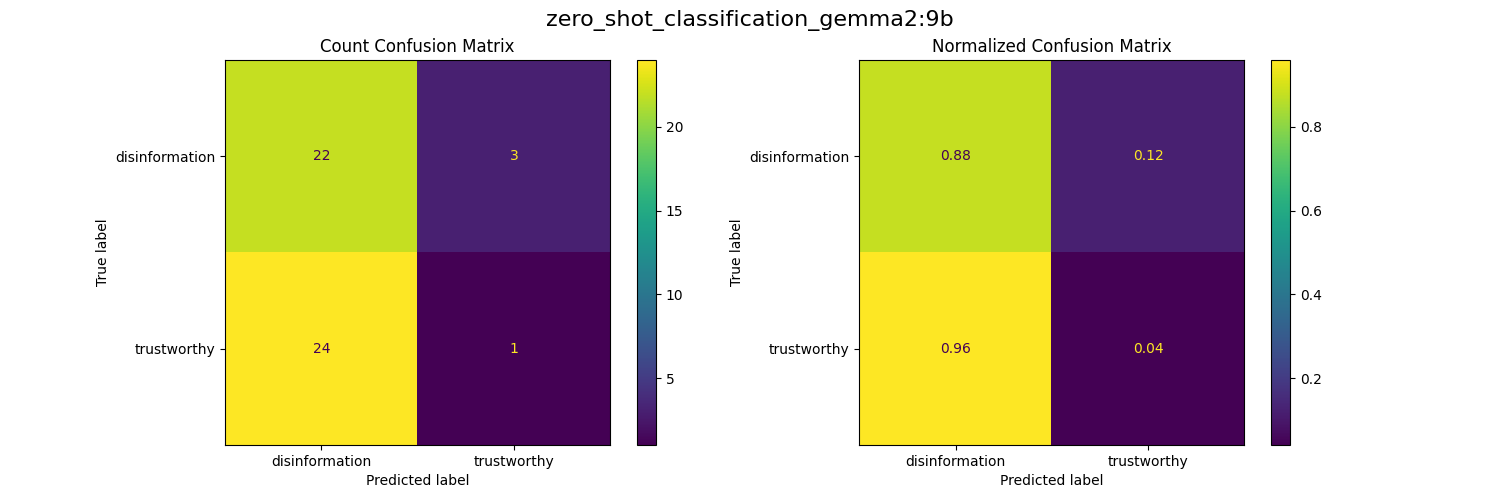 zero_shot_classification_gemma2:9b
Count Confusion Matrix
disinformation
trustworthy
True label
22
3
24
1
disinformation
trustworthy
Predicted label
20
15
10
5
Normalized Confusion Matrix
disinformation
trustworthy
True label
0.88
0.12
0.96
0.04
disinformation
trustworthy
Predicted label
0.8
0.6
0.4
0.2